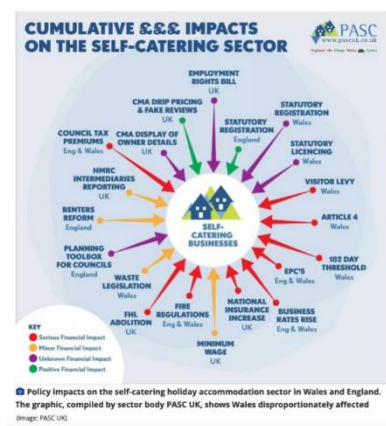 CUMULATIVE £££ IMPACTS
ON THE SELF-CATERING SECTOR
PASC
www.pascuk.co.uk
EMPLOYMENT
RIGHTS BILL
UK
CMA DRIP PRICING
& FAKE REVIEWS
UK
STATUTORY
REGISTRATION
England
STATUTORY
REGISTRATION
Wales
COUNCIL TAX
PREMIUMS
Eng & Wales
CMA DISPLAY OF
OWNER DETAILS
UK
STATUTORY
LICENCING
Wales
HMRC
INTERMEDIARIES
REPORTING
UK
VISITOR LEVY
Wales
RENTERS
REFORM
England
SELF-
CATERING
BUSINESSES
ARTICLE 4
Wales
PLANNING
TOOLBOX
FOR COUNCILS
England
182 DAY
THRESHOLD
Wales
WASTE
LEGISLATION
Wales
EPC'S
Eng & Wales
FHL
ABOLITION
UK
FIRE
REGULATIONS
Eng & Wales
NATIONAL
INSURANCE
INCREASE
UK
BUSINESS
RATES RISE
Eng & Wales
MINIMUM
WAGE
UK
KEY
Serious Financial Impact
Minor Financial Impact
Unknown Financial Impact
Positive Financial Impact
Policy impacts on the self-catering holiday accommodation sector in Wales and England.
The graphic, compiled by sector body PASC UK, shows Wales disproportionately affected
(Image: PASC UK)